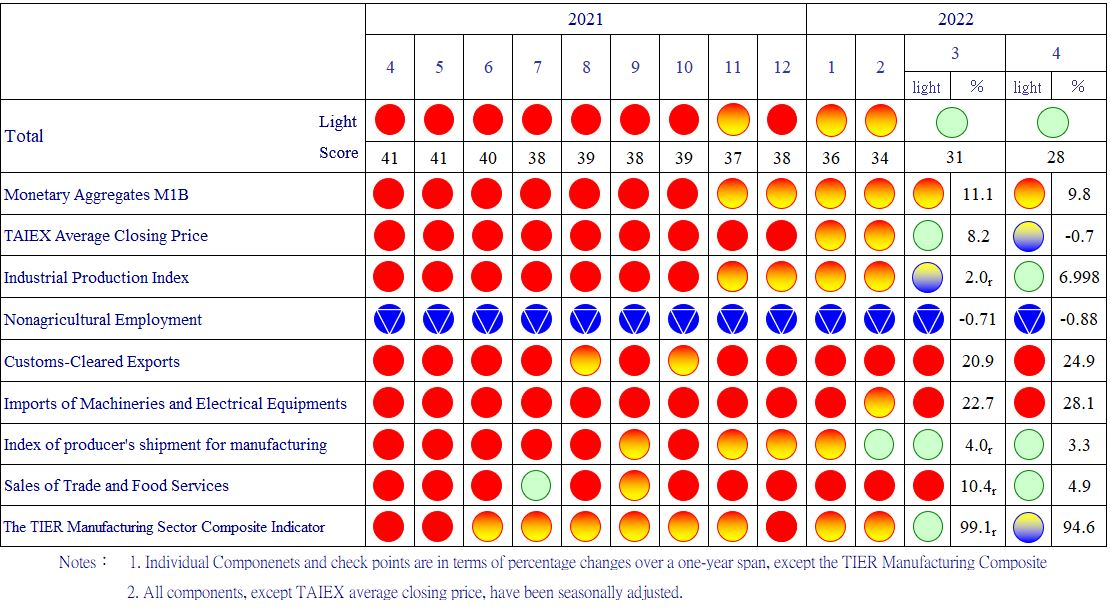 2021 2022
4 5 6 7 8 9 10 11 12 1 2 3 4
light % light %
Total Light
Score 41 41 40 38 39 38 39 37 38 36 34 31 28
Monetary Aggregates M1B 11.1 9.8
TAIEX Average Closing Price 8.2 -0.7
Industrial Production Index 2.0r 6.998
Nonagricultural Employment -0.71 -0.88
Customs-Cleared Exports 20.9 24.9
Imports of Machineries and Electrical Equipments 22.7 28.1
Index of producer's shipment for manufacturing 4.0r 3.3
Sales of Trade and Food Services 10.4r 4.9
The TIER Manufacturing Sector Composite Indicator 99.1r 94.6
Notes： 1. Individual Componenets and check points are in terms of percentage changes over a one-year span, except the TIER Manufacturing Composite
2. All components, except TAIEX average closing price, have been seasonally adjusted.